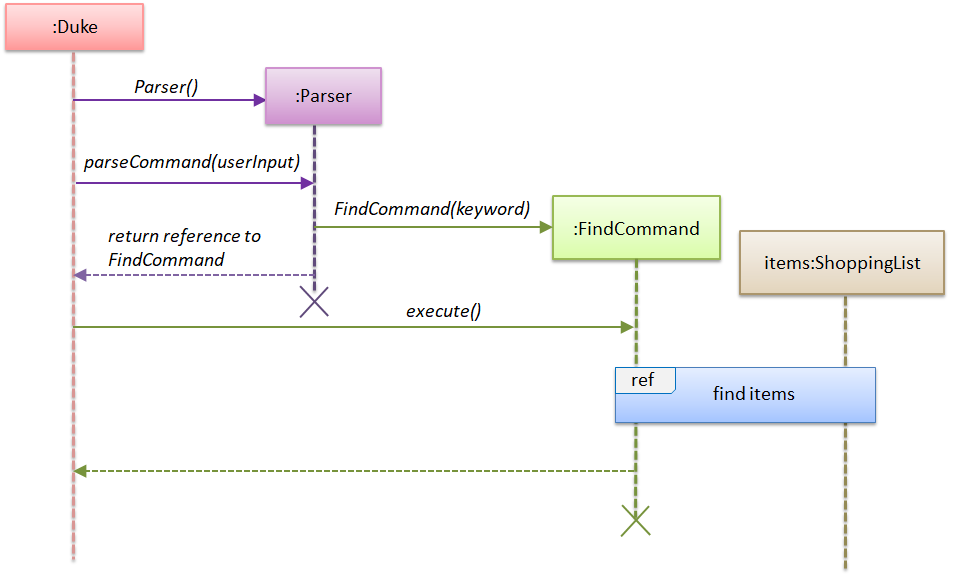 :Duke
Parser()
:Parser
parseCommand(userInput)
FindCommand(keyword)
:FindCommand
return reference to
FindCommand
items:ShoppingList
execute()
ref
find items